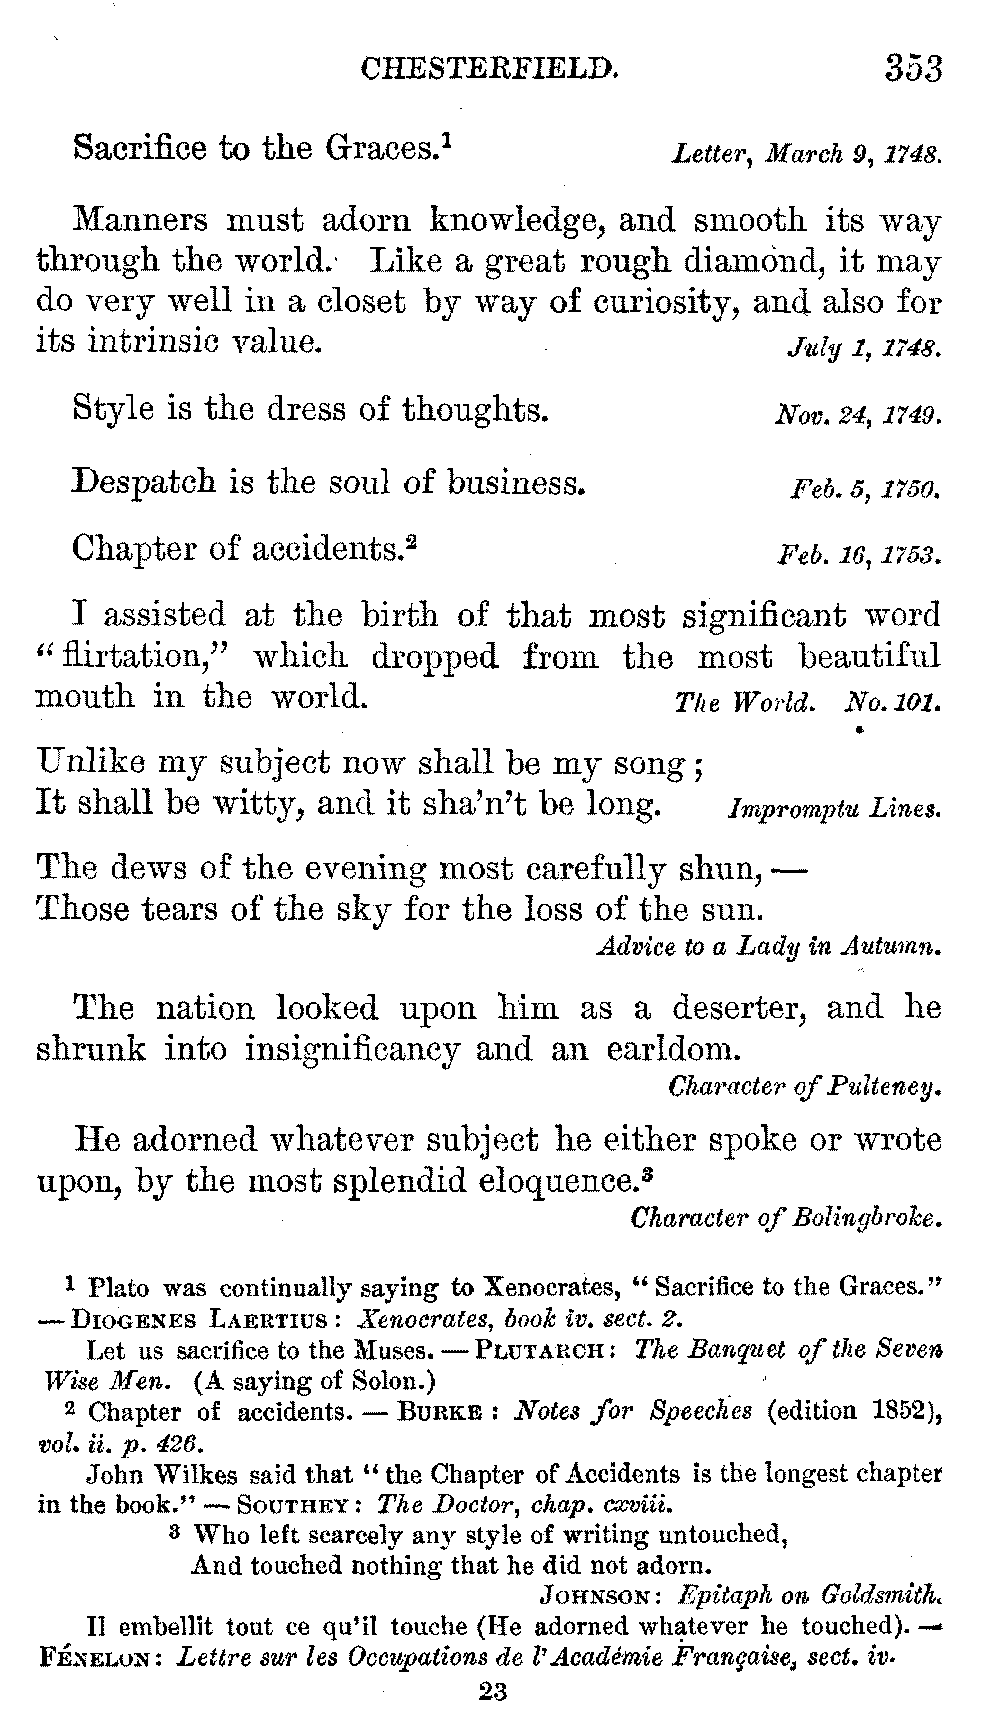 CHESTERFIELD. 353
Sacrifice to the Graces.¹ Letter, March 9, 1748.
Manners must adorn knowledge, and smooth its way
through the world. Like a great rough diamond, it may
do very well in a closet by way of curiosity, and also for
its intrinsic value. July 1, 1748.
Style is the dress of thoughts. Nov. 24, 1749.
Despatch is the soul of business. Feb. 5, 1750.
Chapter of accidents.² Feb. 16, 1753.
I assisted at the birth of that most significant word
“flirtation,” which dropped from the most beautiful
mouth in the world. The World. No. 101.
Unlike my subject now shall be my song;
It shall be witty, and it sha’n’t be long. Impromptu Lines.
The dews of the evening most carefully shun, —
Those tears of the sky for the loss of the sun.
Advice to a Lady in Autumn.
The nation looked upon him as a deserter, and he
shrunk into insignificancy and an earldom.
Character of Pulteney.
He adorned whatever subject he either spoke or wrote
upon, by the most splendid eloquence.³
Character of Bolingbroke.
¹ Plato was continually saying to Xenocrates, “Sacrifice to the Graces.”
— DIOGENES LAERTIUS: Xenocrates, book iv. sect. 2.
Let us sacrifice to the Muses. — PLUTARCH: The Banquet of the Seven
Wise Men. (A saying of Solon.)
² Chapter of accidents. — BURKE: Notes for Speeches (edition 1852),
vol. ii. p. 426.
John Wilkes said that “the Chapter of Accidents is the longest chapter
in the book.” — SOUTHEY: The Doctor, chap. cxviii.
³ Who left scarcely any style of writing untouched,
And touched nothing that he did not adorn.
JOHNSON: Epitaph on Goldsmith.
Il embellit tout ce qu’il touche (He adorned whatever he touched). —
FÉNELON: Lettre sur les Occupations de l’Académie Française, sect. iv.
23